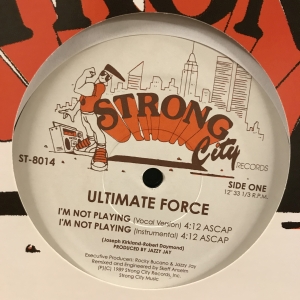 STRONG
City
RECORDS
ST-8014
SIDE ONE
12" 33 1/3 R.P.M.
ULTIMATE FORCE
I'M NOT PLAYING (Vocal Version) 4:12 ASCAP
I'M NOT PLAYING (Instrumental) 4:12 ASCAP
(Joseph Kirkland-Robert Daymond)
PRODUCED BY JAZZY JAY
Executive Producers: Rocky Bucano & Jazzy Jay
Remixed and Engineered by Skeff Anselm
(P)(C) 1989 Strong City Records, Inc.
Strong City Music